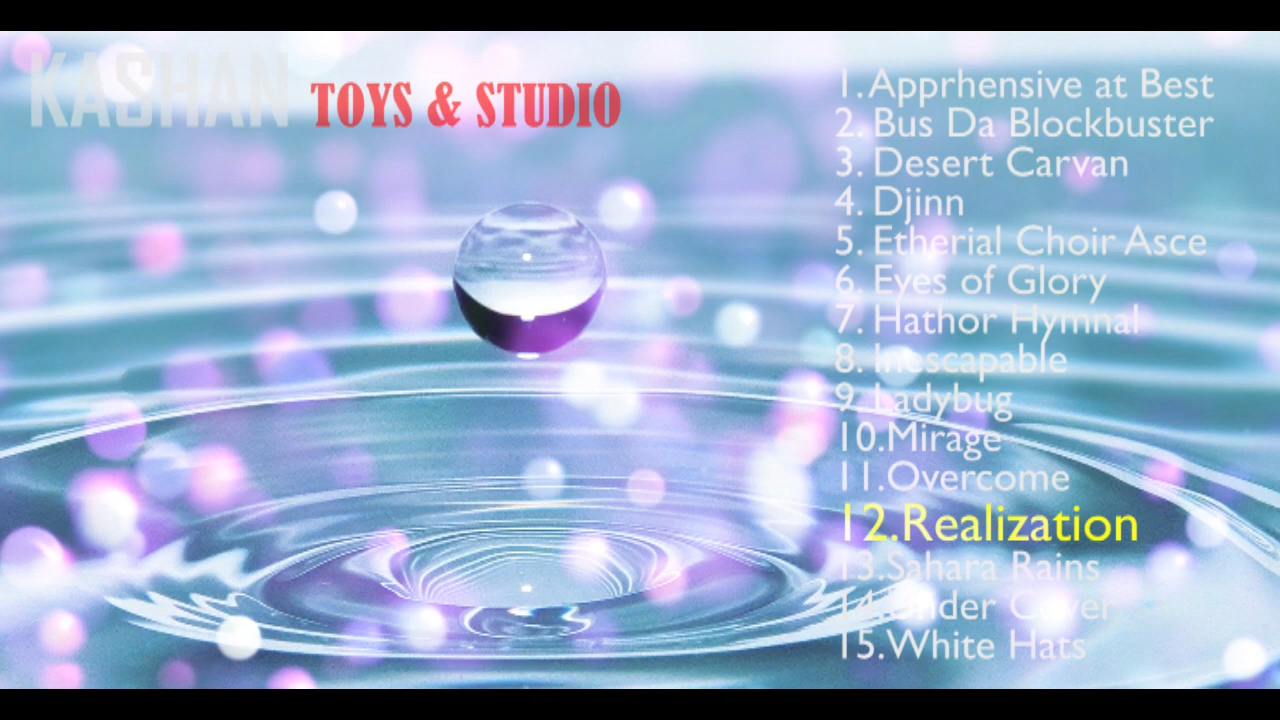 KASHAN TOYS & STUDIO
1.Apprhensive at Best
2. Bus Da Blockbuster
3. Desert Carvan
4. Djinn
5. Etherial Choir Asce
6. Eyes of Glory
7. Hathor Hymnal
8. Inescapable
9. Ladybug
10.Mirage
11.Overcome
12.Realization
13.Sahara Rains
14.Under Cover
15.White Hats